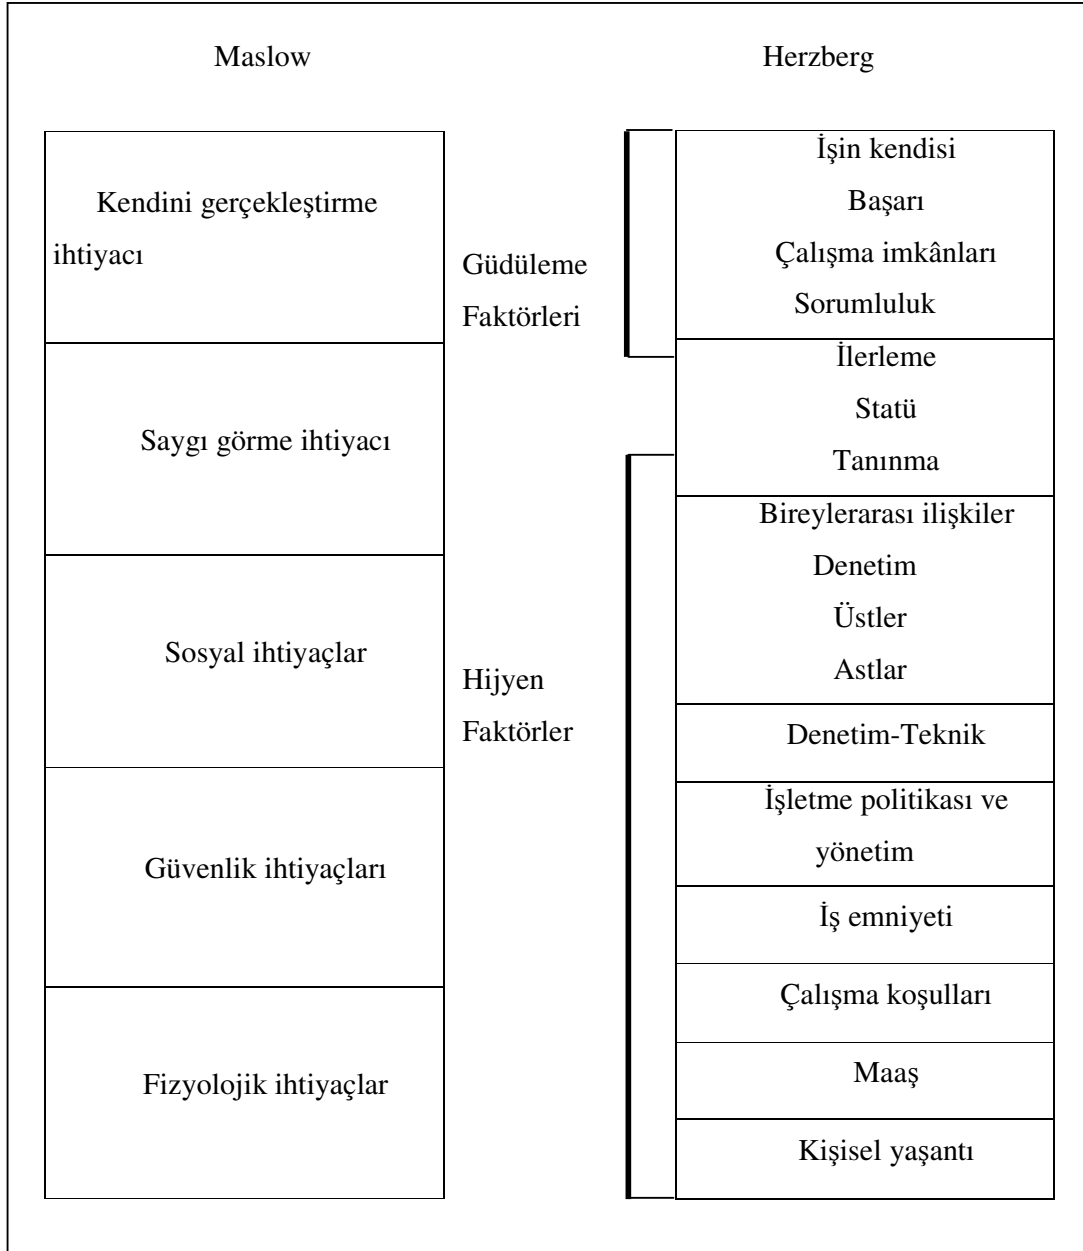 Maslow
Herzberg
Kendini gerçekleştirme
ihtiyacı
Saygı görme ihtiyacı
Sosyal ihtiyaçlar
Güvenlik ihtiyaçları
Fizyolojik ihtiyaçlar
Güdüleme
Faktörleri
Hijyen
Faktörler
İşin kendisi
Başarı
Çalışma imkânları
Sorumluluk
İlerleme
Statü
Tanınma
Bireylerarası ilişkiler
Denetim
Üstler
Astlar
Denetim-Teknik
İşletme politikası ve
yönetim
İş emniyeti
Çalışma koşulları
Maaş
Kişisel yaşantı